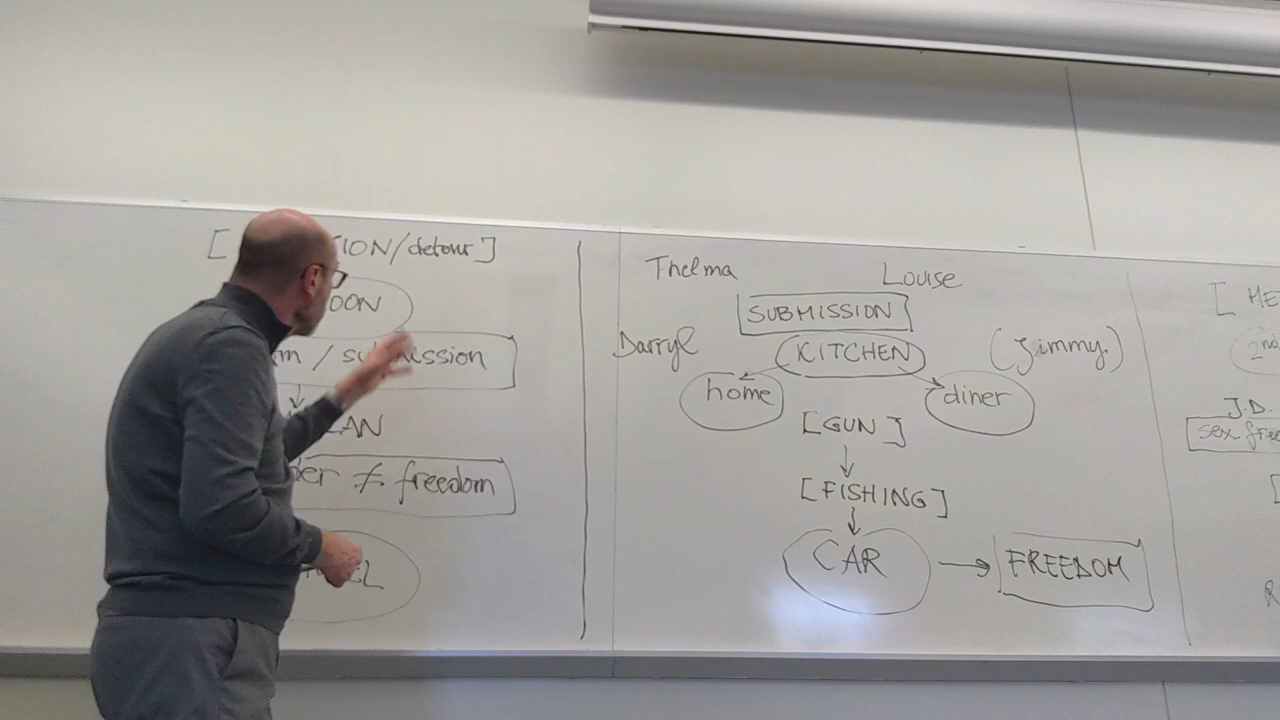 [ ION/detour ]
OON
m / submission
↓
LAN
der ≠ freedom
EL
Thelma Louise
SUBMISSION
Darryl KITCHEN (Jimmy)
home diner
[GUN]
↓
[FISHING]
↓
CAR → FREEDOM
[ ME
2nd
J.D.
sex. free
[
R